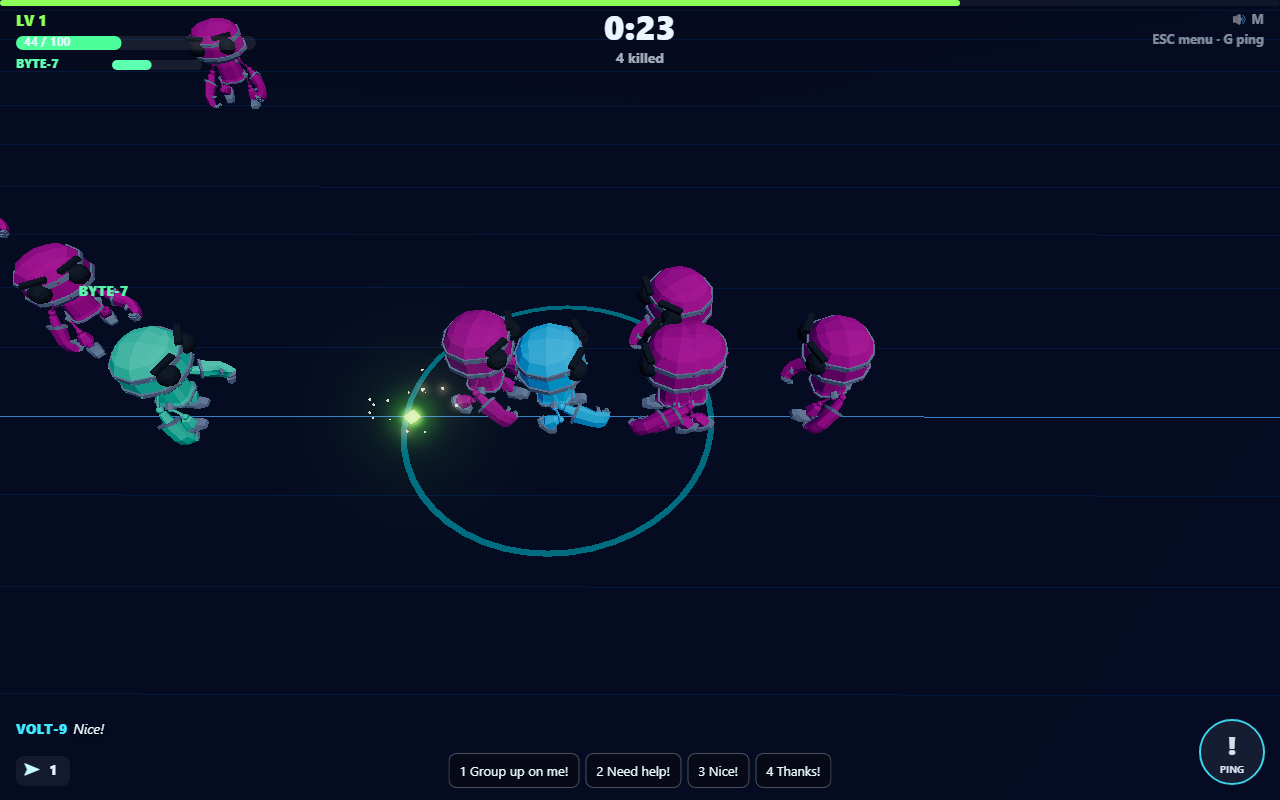 LV 1
44 / 100
BYTE-7
0:23
4 killed
M
ESC menu · G ping
BYTE-7
VOLT-9 Nice!
1
1 Group up on me!
2 Need help!
3 Nice!
4 Thanks!
!
PING